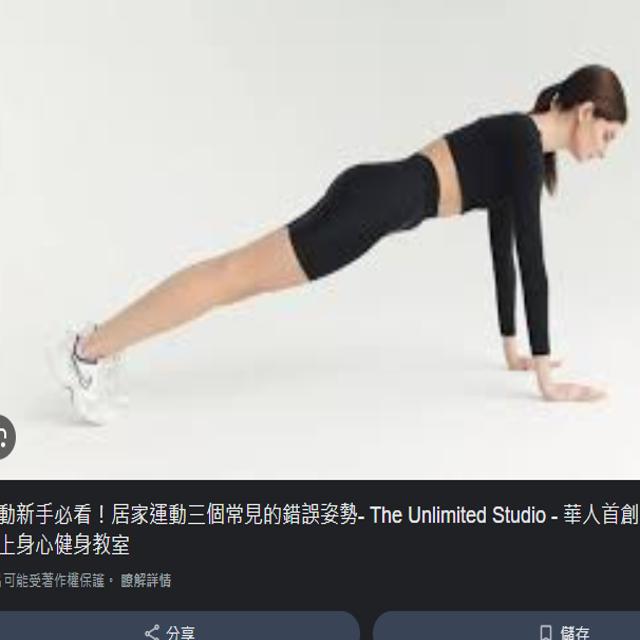 動新手必看！居家運動三個常見的錯誤姿勢- The Unlimited Studio - 華人首創
上身心健身教室
可能受著作權保護。 瞭解詳情
分享
儲存